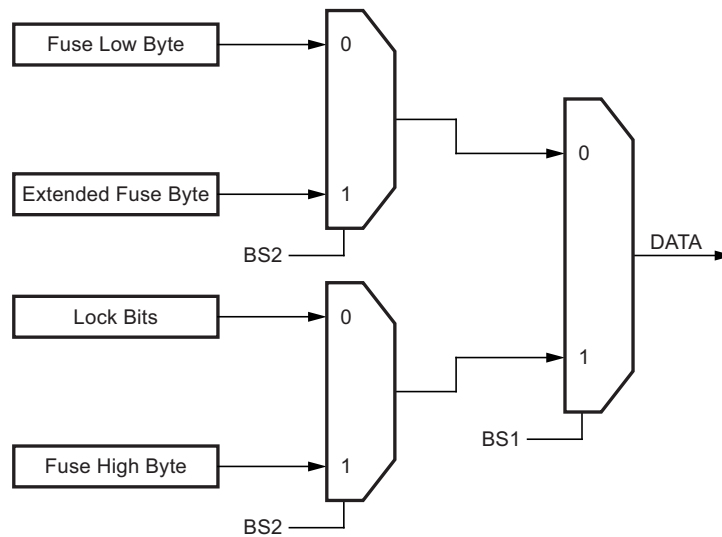 Fuse Low Byte
0
Extended Fuse Byte
1
BS2
0
DATA
Lock Bits
0
1
BS1
Fuse High Byte
1
BS2